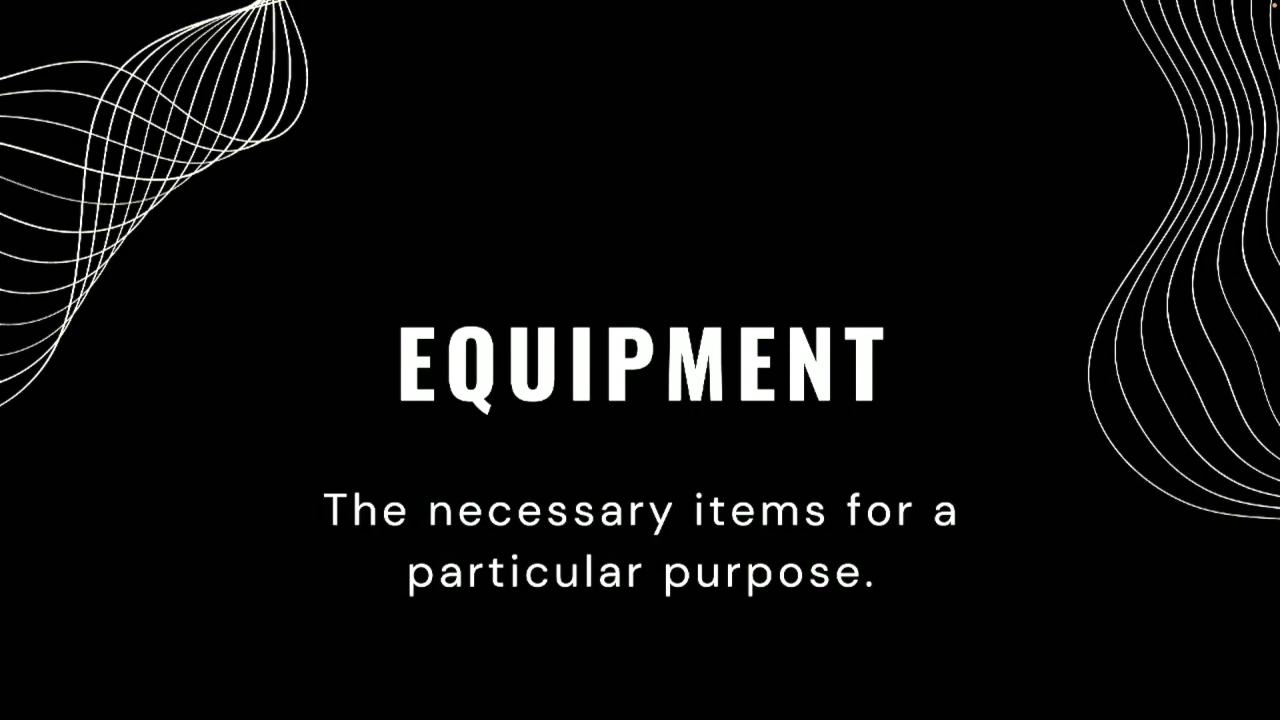 EQUIPMENT
The necessary items for a
particular purpose.